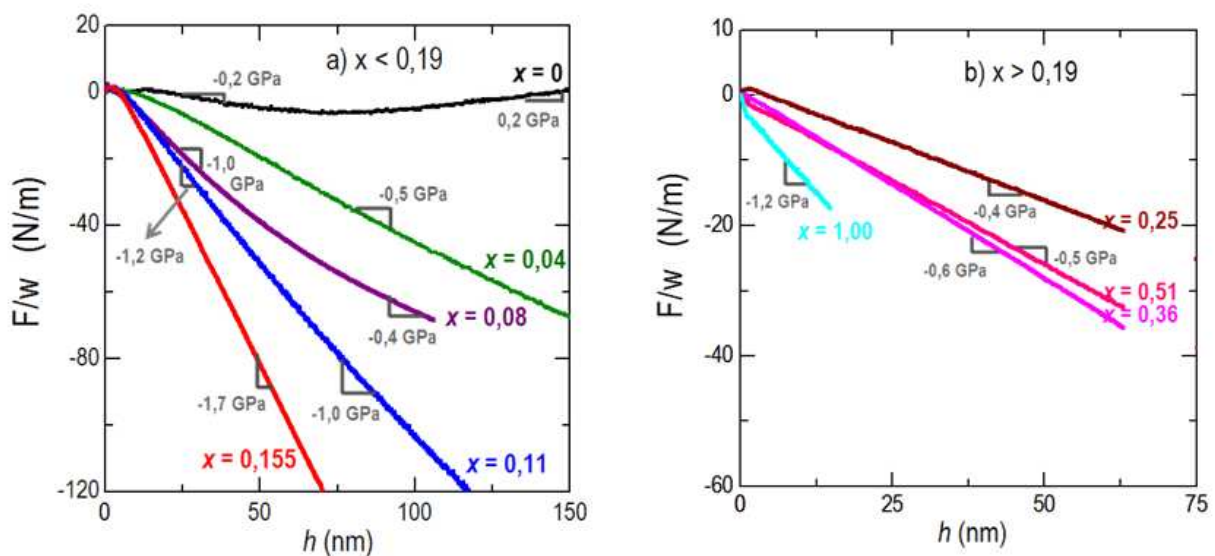 a) x < 0,19
20
0
-40
-80
-120
0
50
100
150
F/w (N/m)
h (nm)
x = 0
-0,2 GPa
0,2 GPa
-1,0
GPa
-1,2 GPa
-0,5 GPa
x = 0,04
x = 0,08
-0,4 GPa
-1,7 GPa
-1,0 GPa
x = 0,155
x = 0,11
b) x > 0,19
10
0
-20
-40
-60
0
25
50
75
F/w (N/m)
h (nm)
-1,2 GPa
x = 1,00
-0,4 GPa
x = 0,25
-0,6 GPa
-0,5 GPa
x = 0,51
x = 0,36